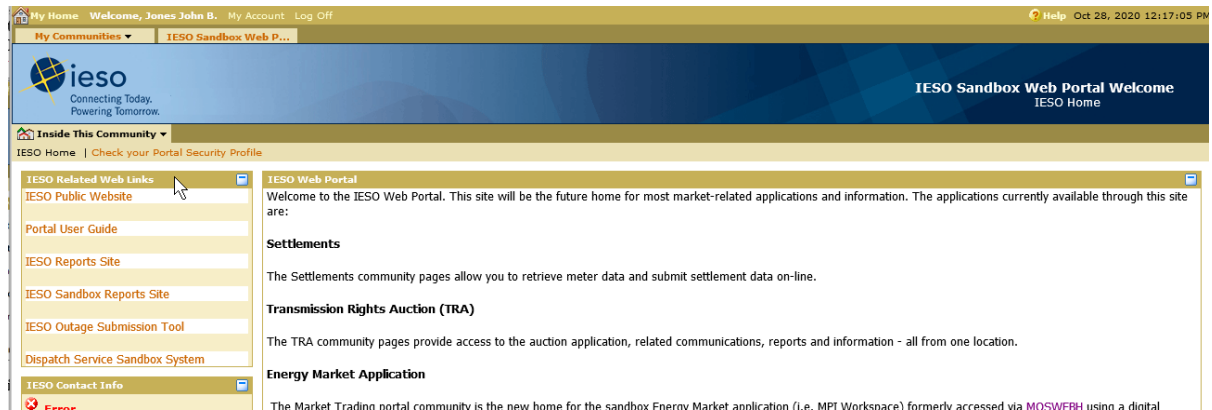 My Home Welcome, Jones John B. My Account Log Off
Help Oct 28, 2020 12:17:05 PM
My Communities
IESO Sandbox Web P...
ieso
Connecting Today.
Powering Tomorrow.
IESO Sandbox Web Portal Welcome
IESO Home
Inside This Community
IESO Home | Check your Portal Security Profile
IESO Related Web Links
IESO Public Website
Portal User Guide
IESO Reports Site
IESO Sandbox Reports Site
IESO Outage Submission Tool
Dispatch Service Sandbox System
IESO Contact Info
Error
IESO Web Portal
Welcome to the IESO Web Portal. This site will be the future home for most market-related applications and information. The applications currently available through this site
are:
Settlements
The Settlements community pages allow you to retrieve meter data and submit settlement data on-line.
Transmission Rights Auction (TRA)
The TRA community pages provide access to the auction application, related communications, reports and information - all from one location.
Energy Market Application
The Market Trading portal community is the new home for the sandbox Energy Market application (i.e. MPI Workspace) formerly accessed via MOSWEBH using a digital